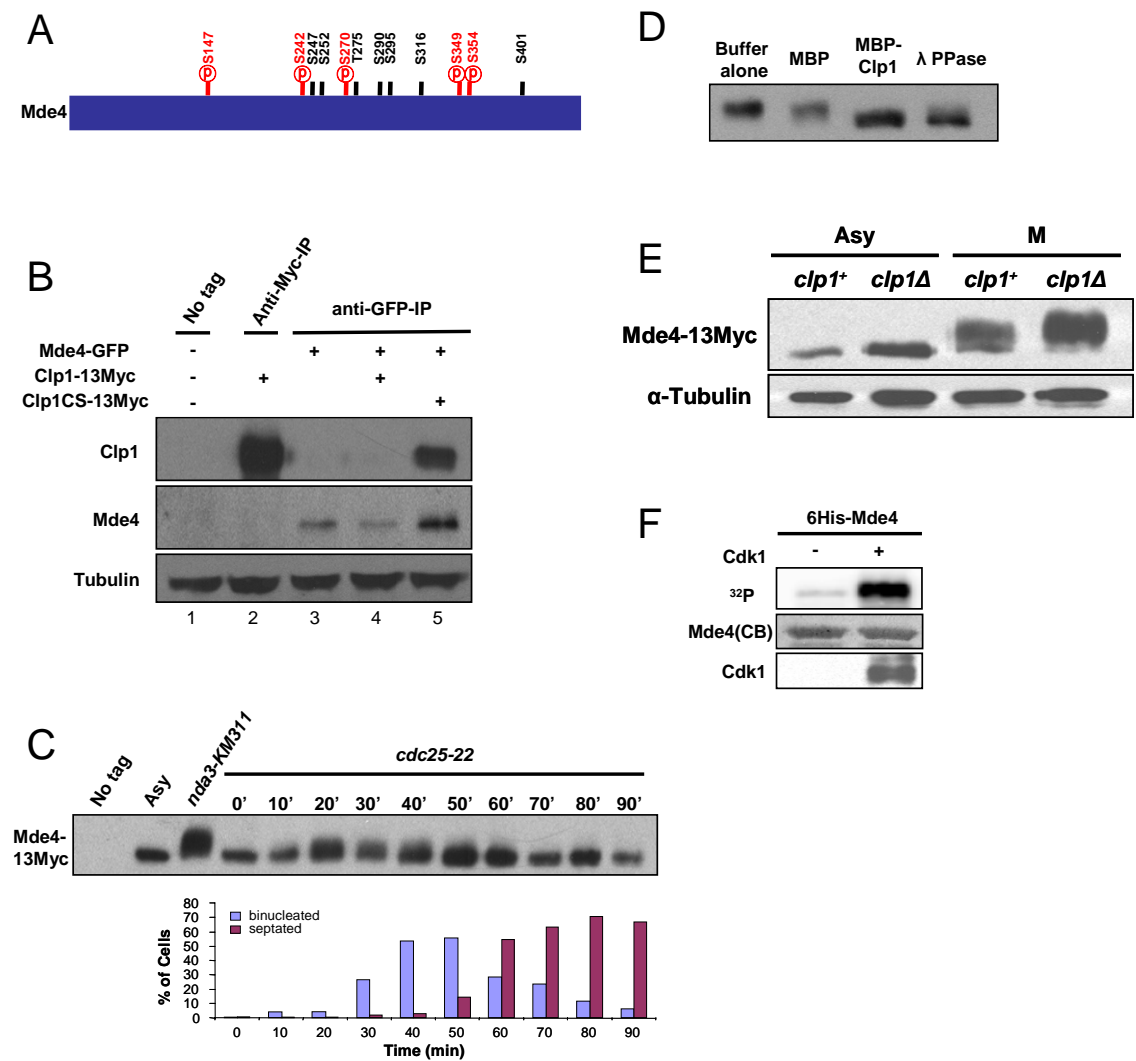 A
S147
S242
S247
S252
S270
T275
S290
S295
S316
S349
S354
S401
P P P P P
Mde4
B
No tag
Anti-Myc-IP
anti-GFP-IP
Mde4-GFP - + + +
Clp1-13Myc - + +
Clp1CS-13Myc - +
Clp1
Mde4
Tubulin
1 2 3 4 5
C
No tag
Asy
nda3-KM311
cdc25-22
0’ 10’ 20’ 30’ 40’ 50’ 60’ 70’ 80’ 90’
Mde4-
13Myc
binucleated
septated
% of Cells
80
70
60
50
40
30
20
10
0
0 10 20 30 40 50 60 70 80 90
Time (min)
D
Buffer
alone
MBP
MBP-
Clp1
λ PPase
E
Asy M
clp1+ clp1Δ clp1+ clp1Δ
Mde4-13Myc
α-Tubulin
F
6His-Mde4
Cdk1 - +
32P
Mde4(CB)
Cdk1